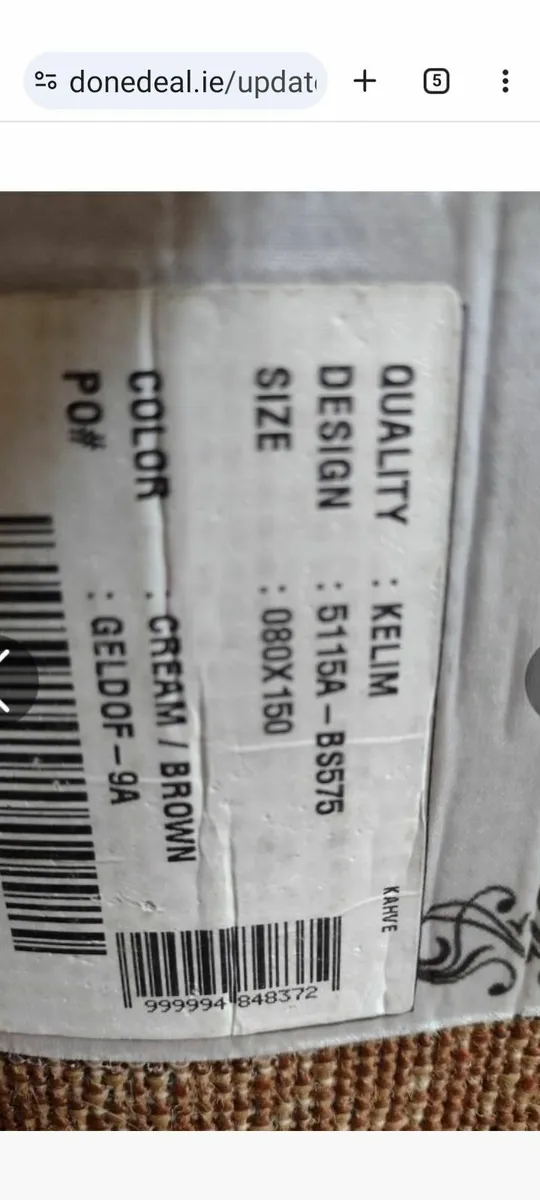 donedeal.ie/updat
5
QUALITY : KELIM
KAHVE
DESIGN : 5115A-BS575
SIZE : 080X150
COLOR : CREAM / BROWN
PO# : GELDOF-9A
999994 848372